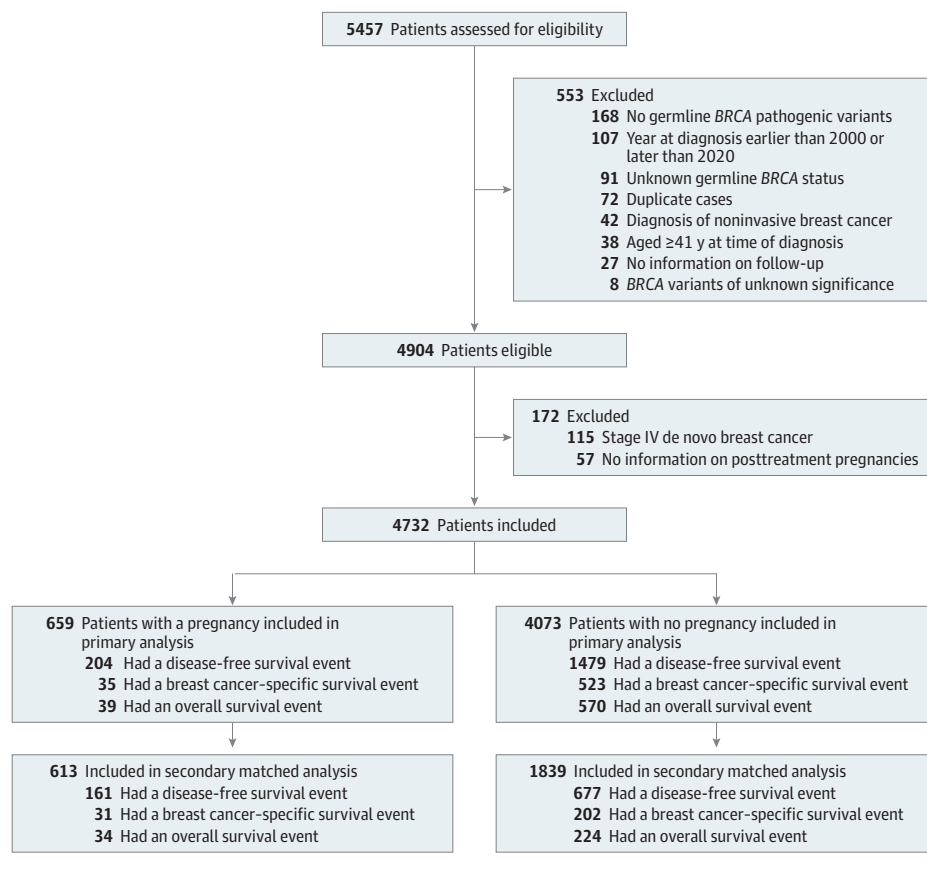 5457 Patients assessed for eligibility
553 Excluded
168 No germline BRCA pathogenic variants
107 Year at diagnosis earlier than 2000 or
later than 2020
91 Unknown germline BRCA status
72 Duplicate cases
42 Diagnosis of noninvasive breast cancer
38 Aged ≥41 y at time of diagnosis
27 No information on follow-up
8 BRCA variants of unknown significance
4904 Patients eligible
172 Excluded
115 Stage IV de novo breast cancer
57 No information on posttreatment pregnancies
4732 Patients included
659 Patients with a pregnancy included in
primary analysis
204 Had a disease-free survival event
35 Had a breast cancer-specific survival event
39 Had an overall survival event
4073 Patients with no pregnancy included in
primary analysis
1479 Had a disease-free survival event
523 Had a breast cancer-specific survival event
570 Had an overall survival event
613 Included in secondary matched analysis
161 Had a disease-free survival event
31 Had a breast cancer-specific survival event
34 Had an overall survival event
1839 Included in secondary matched analysis
677 Had a disease-free survival event
202 Had a breast cancer-specific survival event
224 Had an overall survival event